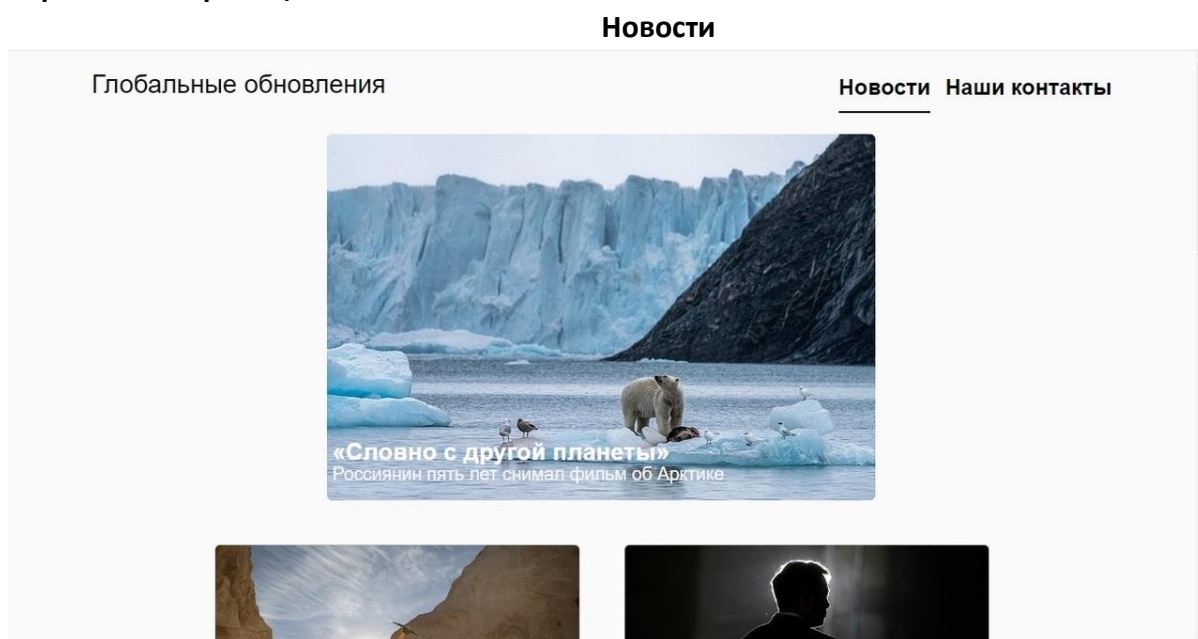 Новости
Глобальные обновления
Новости Наши контакты
«Словно с другой планеты»
Россиянин пять лет снимал фильм об Арктике